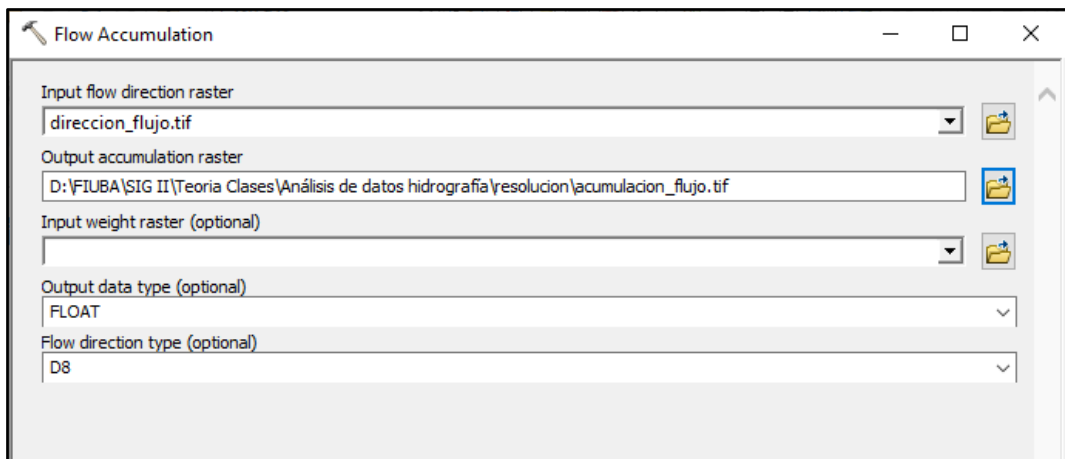 Flow Accumulation
Input flow direction raster
direccion_flujo.tif
Output accumulation raster
D:\FIUBA\SIG II\Teoria Clases\Análisis de datos hidrografía\resolucion\acumulacion_flujo.tif
Input weight raster (optional)
Output data type (optional)
FLOAT
Flow direction type (optional)
D8